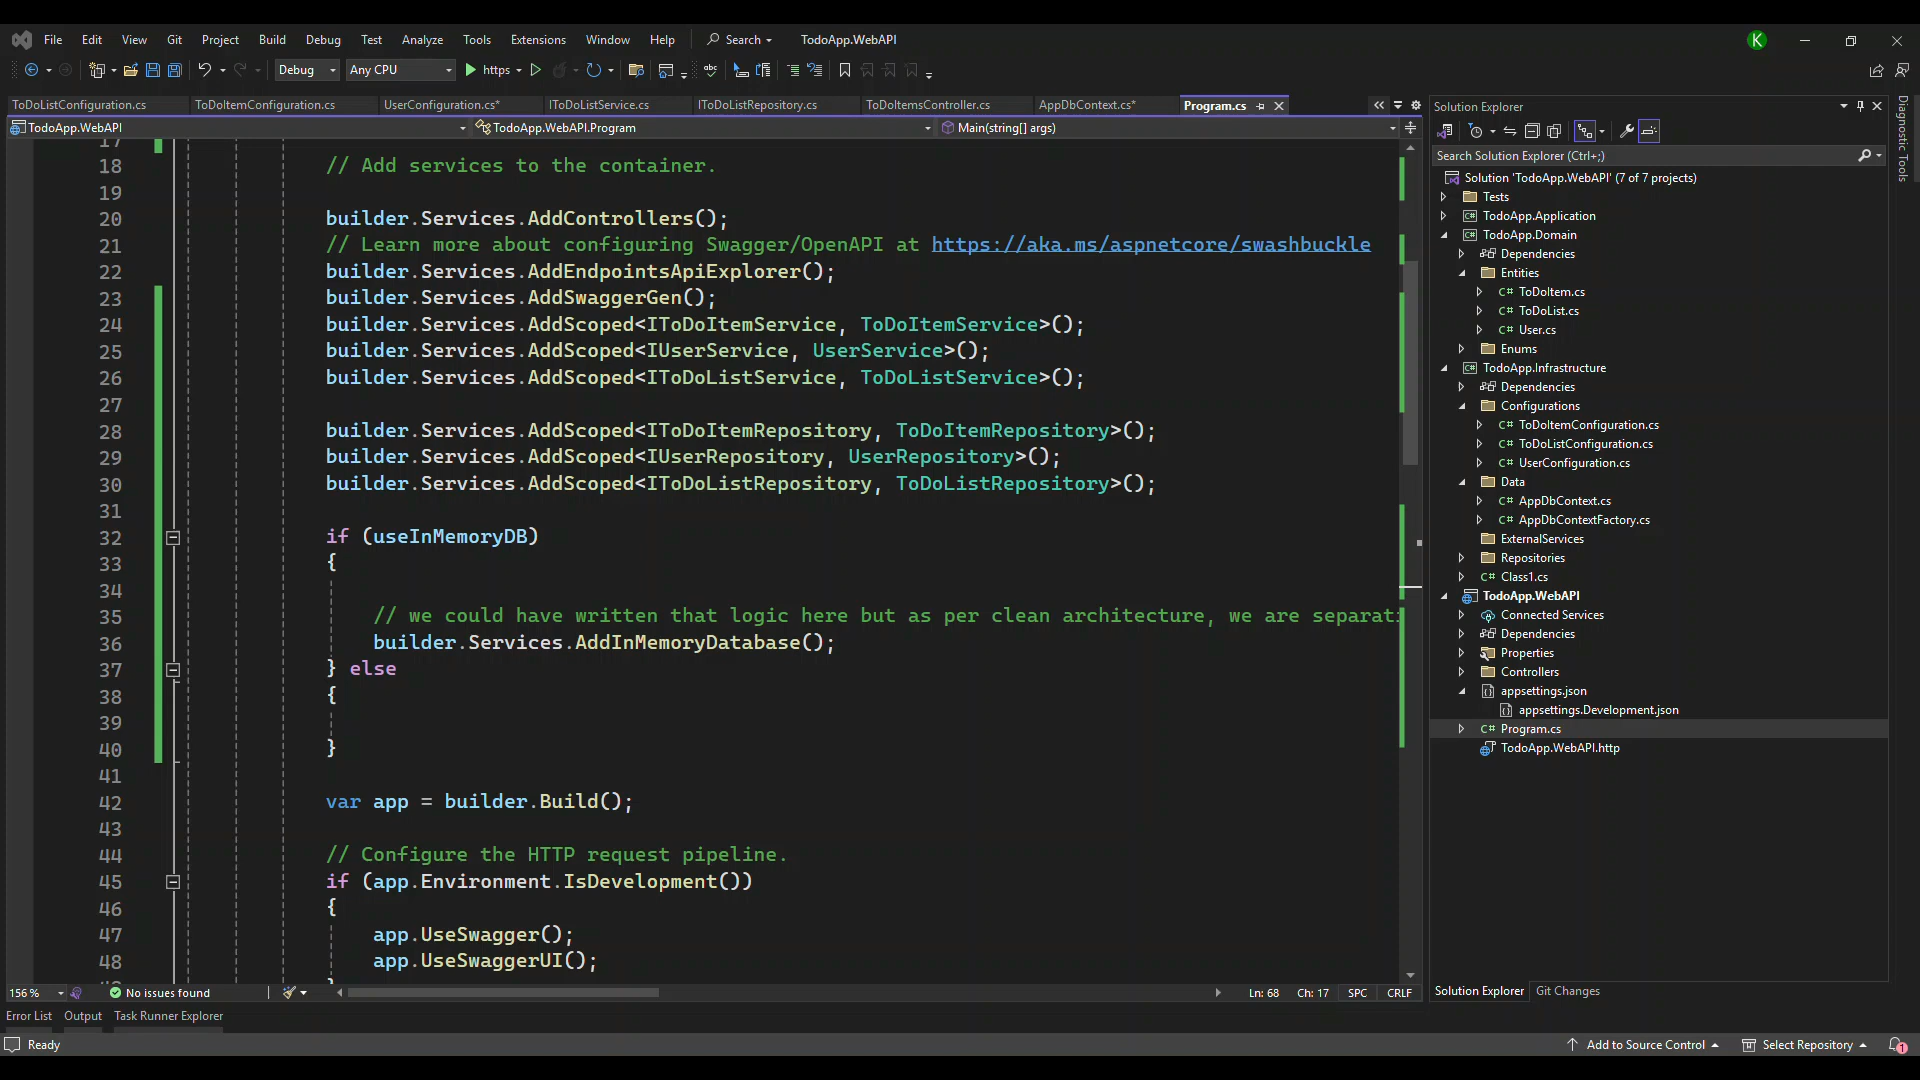 File Edit View Git Project Build Debug Test Analyze Tools Extensions Window Help Search TodoApp.WebAPI K
Debug Any CPU https
ToDoListConfiguration.cs ToDoItemConfiguration.cs UserConfiguration.cs* IToDoListService.cs IToDoListRepository.cs ToDoItemsController.cs AppDbContext.cs* Program.cs
TodoApp.WebAPI TodoApp.WebAPI.Program Main(string[] args)
17
18 // Add services to the container.
19
20 builder.Services.AddControllers();
21 // Learn more about configuring Swagger/OpenAPI at https://aka.ms/aspnetcore/swashbuckle
22 builder.Services.AddEndpointsApiExplorer();
23 builder.Services.AddSwaggerGen();
24 builder.Services.AddScoped<IToDoItemService, ToDoItemService>();
25 builder.Services.AddScoped<IUserService, UserService>();
26 builder.Services.AddScoped<IToDoListService, ToDoListService>();
27
28 builder.Services.AddScoped<IToDoItemRepository, ToDoItemRepository>();
29 builder.Services.AddScoped<IUserRepository, UserRepository>();
30 builder.Services.AddScoped<IToDoListRepository, ToDoListRepository>();
31
32 if (useInMemoryDB)
33 {
34
35 // we could have written that logic here but as per clean architecture, we are separati
36 builder.Services.AddInMemoryDatabase();
37 } else
38 {
39
40 }
41
42 var app = builder.Build();
43
44 // Configure the HTTP request pipeline.
45 if (app.Environment.IsDevelopment())
46 {
47 app.UseSwagger();
48 app.UseSwaggerUI();
156 % No issues found Ln: 68 Ch: 17 SPC CRLF
Error List Output Task Runner Explorer
Solution Explorer
Search Solution Explorer (Ctrl+;)
Solution 'TodoApp.WebAPI' (7 of 7 projects)
Tests
C# TodoApp.Application
C# TodoApp.Domain
Dependencies
Entities
C# ToDoItem.cs
C# ToDoList.cs
C# User.cs
Enums
C# TodoApp.Infrastructure
Dependencies
Configurations
C# ToDoItemConfiguration.cs
C# ToDoListConfiguration.cs
C# UserConfiguration.cs
Data
C# AppDbContext.cs
C# AppDbContextFactory.cs
ExternalServices
Repositories
C# Class1.cs
TodoApp.WebAPI
Connected Services
Dependencies
Properties
Controllers
appsettings.json
appsettings.Development.json
C# Program.cs
TodoApp.WebAPI.http
Solution Explorer Git Changes
Diagnostic Tools
Ready Add to Source Control Select Repository 1